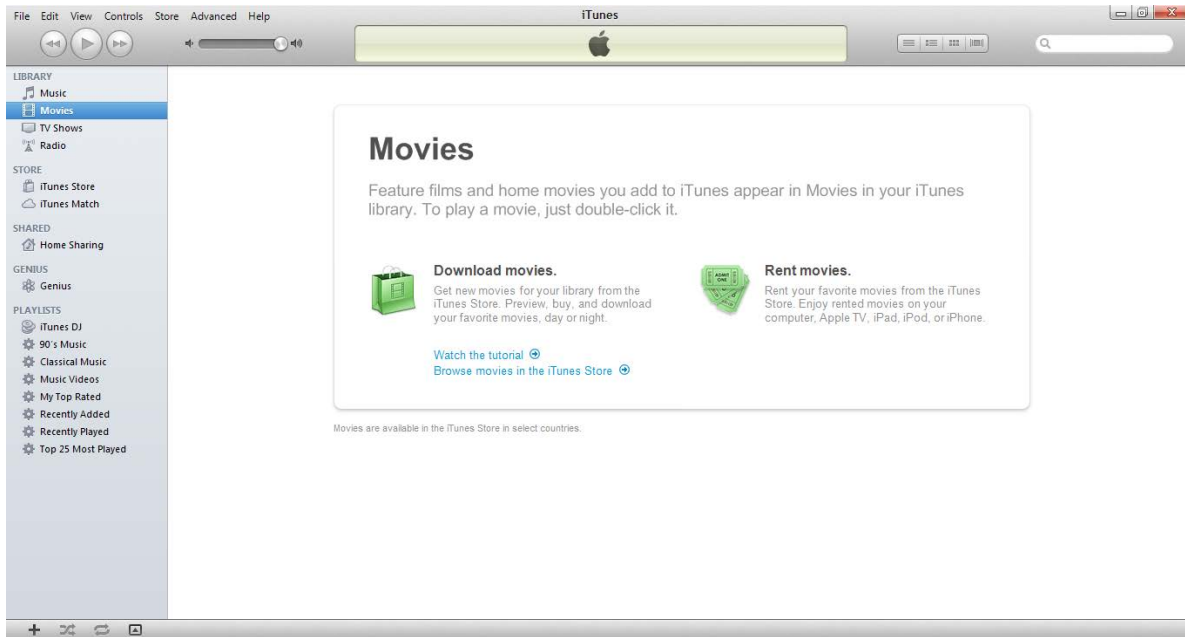 File Edit View Controls Store Advanced Help
iTunes
LIBRARY
Music
Movies
TV Shows
Radio
STORE
iTunes Store
iTunes Match
SHARED
Home Sharing
GENIUS
Genius
PLAYLISTS
iTunes DJ
90's Music
Classical Music
Music Videos
My Top Rated
Recently Added
Recently Played
Top 25 Most Played
Movies
Feature films and home movies you add to iTunes appear in Movies in your iTunes
library. To play a movie, just double-click it.
Download movies.
Get new movies for your library from the
iTunes Store. Preview, buy, and download
your favorite movies, day or night.
Watch the tutorial
Browse movies in the iTunes Store
ADMIT
ONE
Rent movies.
Rent your favorite movies from the iTunes
Store. Enjoy rented movies on your
computer, Apple TV, iPad, iPod, or iPhone.
Movies are available in the iTunes Store in select countries.